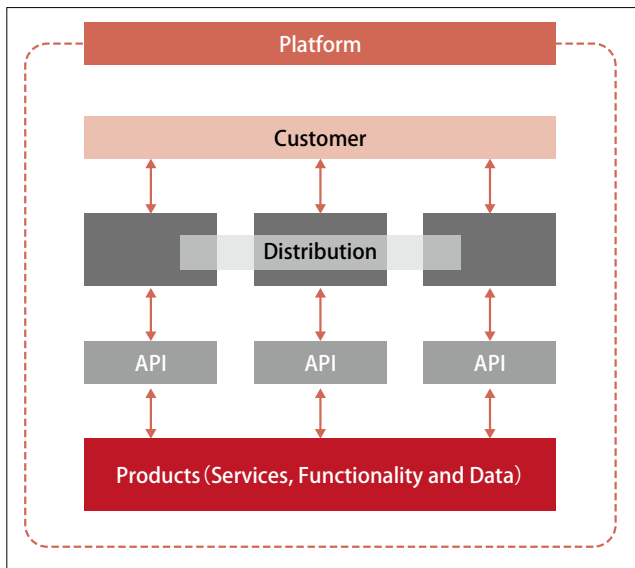 Platform
Customer
Distribution
API API API
Products (Services, Functionality and Data)